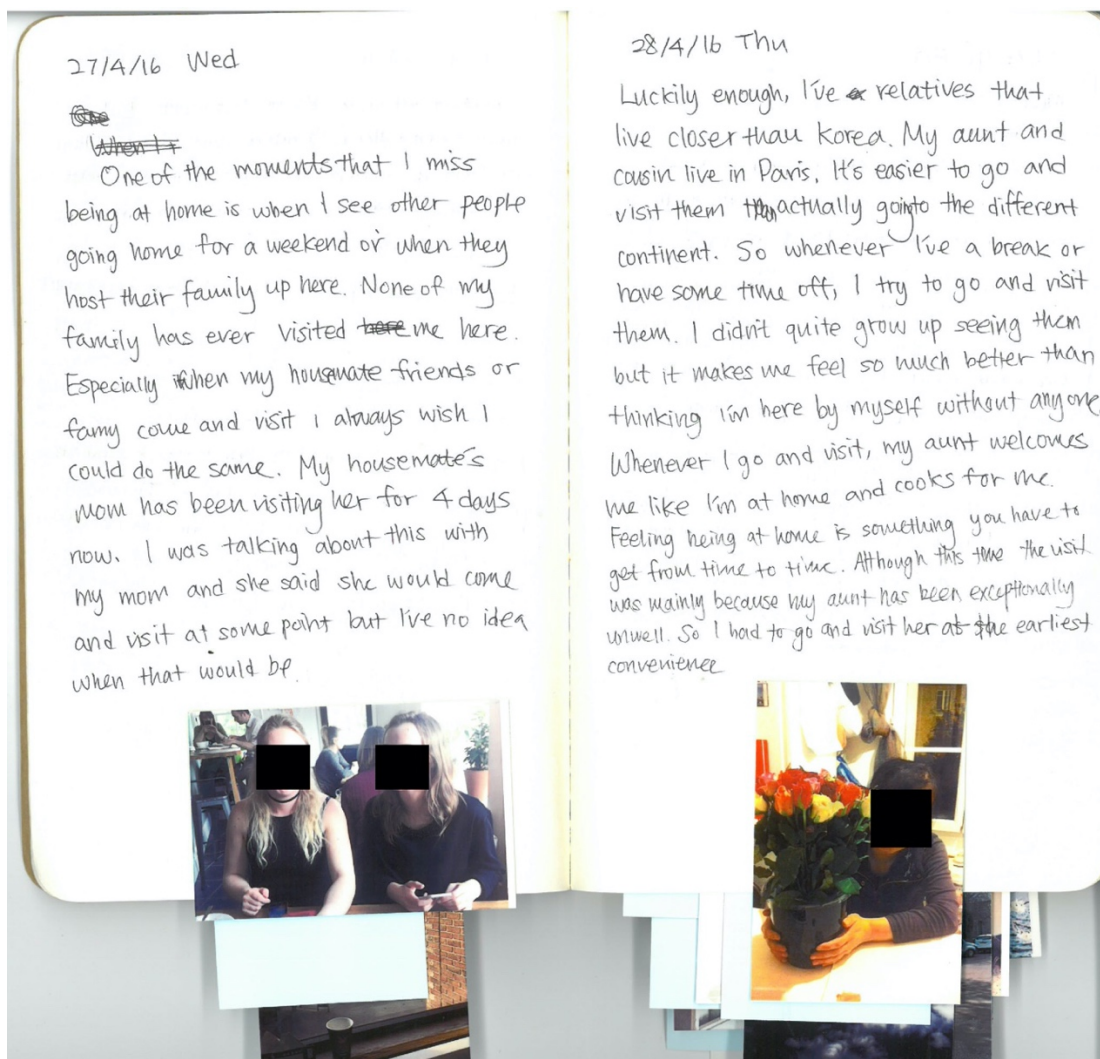 27/4/16 Wed
One of the moments that I miss
being at home is when I see other people
going home for a weekend or when they
host their family up here. None of my
family has ever visited here me here.
Especially when my housemate friends or
famy come and visit I always wish I
could do the same. My housemate's
mom has been visiting her for 4 days
now. I was talking about this with
my mom and she said she would come
and visit at some point but I've no idea
when that would be.
28/4/16 Thu
Luckily enough, I've relatives that
live closer than Korea. My aunt and
cousin live in Paris. It's easier to go and
visit them than actually going to the different
continent. So whenever I've a break or
have some time off, I try to go and visit
them. I didn't quite grow up seeing them
but it makes me feel so much better than
thinking I'm here by myself without anyone
Whenever I go and visit, my aunt welcomes
me like I'm at home and cooks for me.
Feeling being at home is something you have to
get from time to time. Although this time the visit
was mainly because my aunt has been exceptionally
unwell. So I had to go and visit her at the earliest
convenience